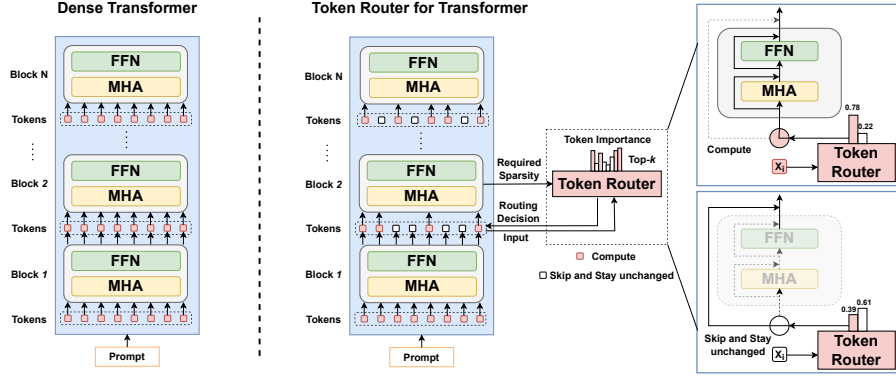 Dense Transformer
FFN
MHA
Block N
Tokens
FFN
MHA
Block 2
Tokens
FFN
MHA
Block 1
Tokens
Prompt
Token Router for Transformer
FFN
MHA
Block N
Tokens
FFN
MHA
Block 2
Tokens
FFN
MHA
Block 1
Tokens
Prompt
Required
Sparsity
Routing
Decision
Input
Token Importance
Top-k
Token Router
Compute
Skip and Stay unchanged
FFN
MHA
Compute
0.78
0.22
Xi
Token
Router
FFN
MHA
Skip and Stay
unchanged
0.39
0.61
Xi
Token
Router